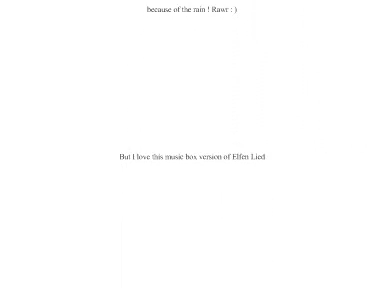 because of the rain ! Rawr : )
But I love this music box version of Elfen Lied